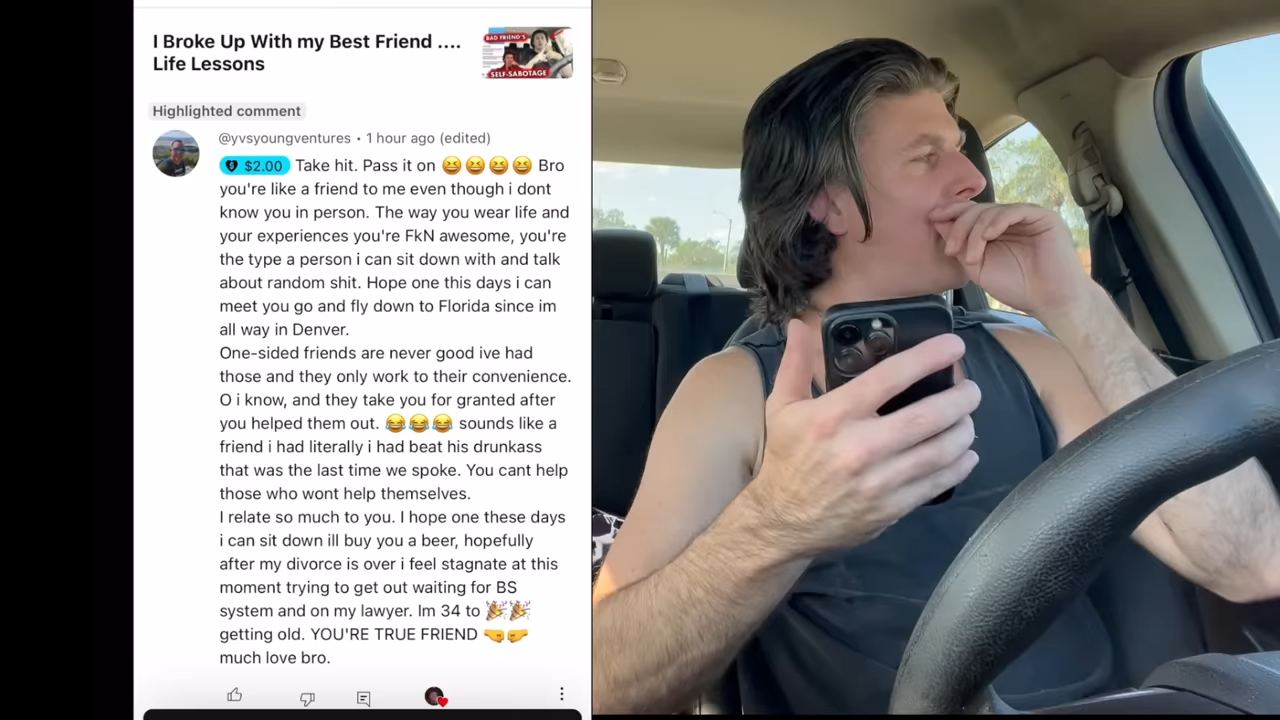 I Broke Up With my Best Friend ....
Life Lessons
BAD FRIEND'S
SELF-SABOTAGE
Highlighted comment
@yvsyoungventures • 1 hour ago (edited)
$2.00 Take hit. Pass it on 😆😆😆😆 Bro
you're like a friend to me even though i dont
know you in person. The way you wear life and
your experiences you're FkN awesome, you're
the type a person i can sit down with and talk
about random shit. Hope one this days i can
meet you go and fly down to Florida since im
all way in Denver.
One-sided friends are never good ive had
those and they only work to their convenience.
O i know, and they take you for granted after
you helped them out. 😂😂😂 sounds like a
friend i had literally i had beat his drunkass
that was the last time we spoke. You cant help
those who wont help themselves.
I relate so much to you. I hope one these days
i can sit down ill buy you a beer, hopefully
after my divorce is over i feel stagnate at this
moment trying to get out waiting for BS
system and on my lawyer. Im 34 to 🎉🎉
getting old. YOU'RE TRUE FRIEND 🤜🤛
much love bro.